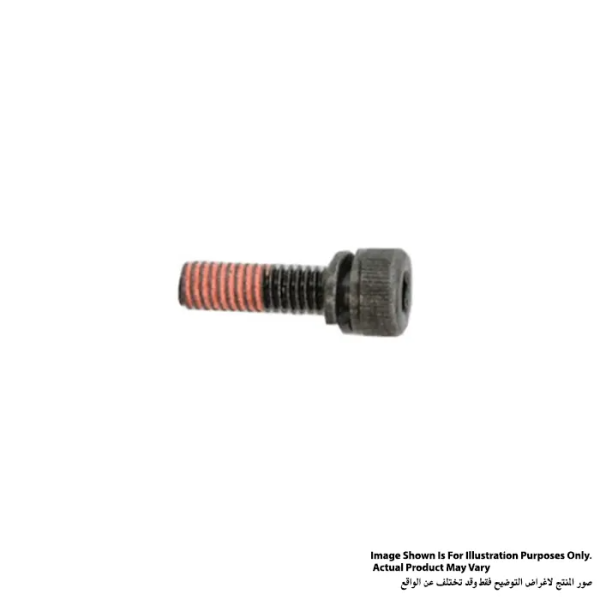 Image Shown Is For Illustration Purposes Only.
Actual Product May Vary
صور المنتج لاغراض التوضيح فقط وقد تختلف عن الواقع